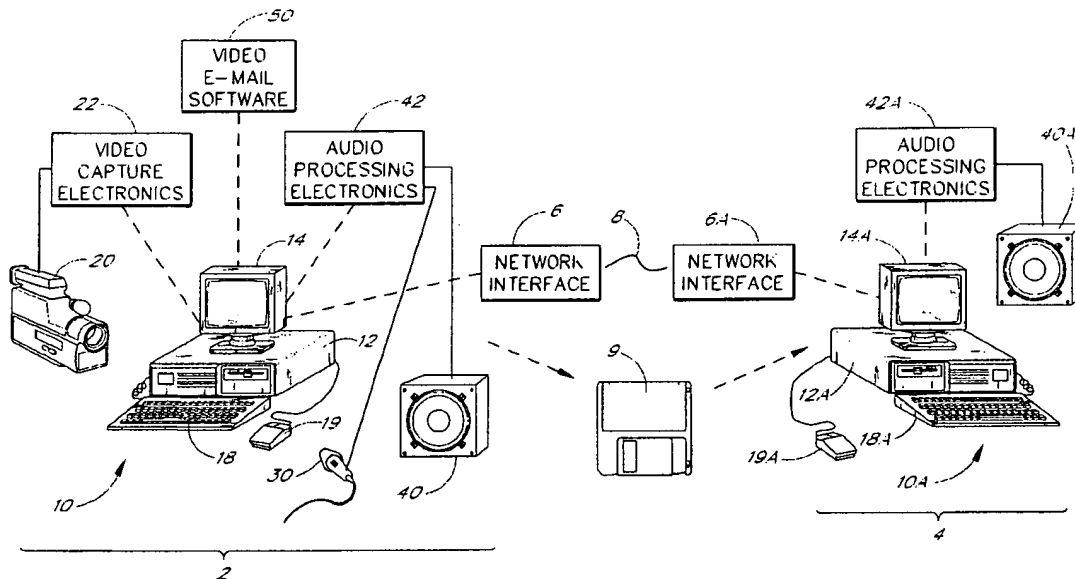 50
VIDEO
E-MAIL
SOFTWARE
22
VIDEO
CAPTURE
ELECTRONICS
42
AUDIO
PROCESSING
ELECTRONICS
42A
AUDIO
PROCESSING
ELECTRONICS
40A
6
NETWORK
INTERFACE
8
6A
NETWORK
INTERFACE
14
14A
20
12
9
12A
18
19
30
40
18A
19A
10
10A
2
4